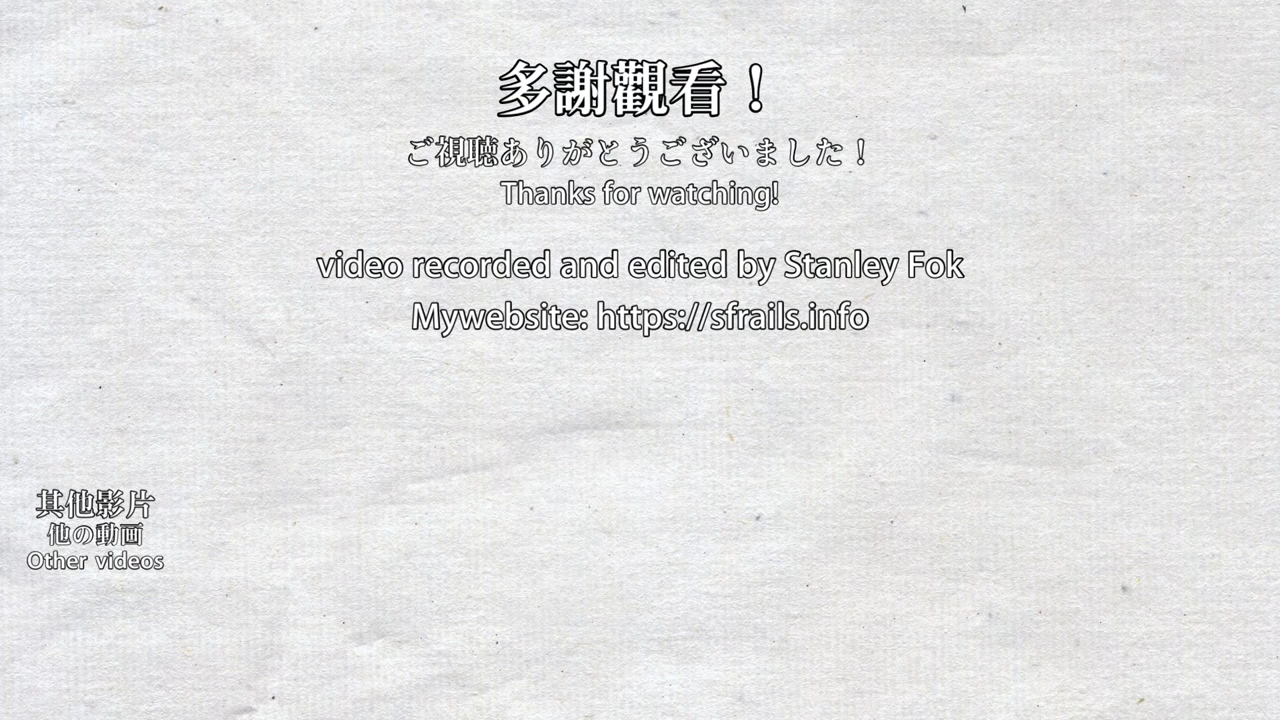 多謝觀看！
ご視聴ありがとうございました！
Thanks for watching!
video recorded and edited by Stanley Fok
Mywebsite: https://sfrails.info
其他影片
他の動画
Other videos